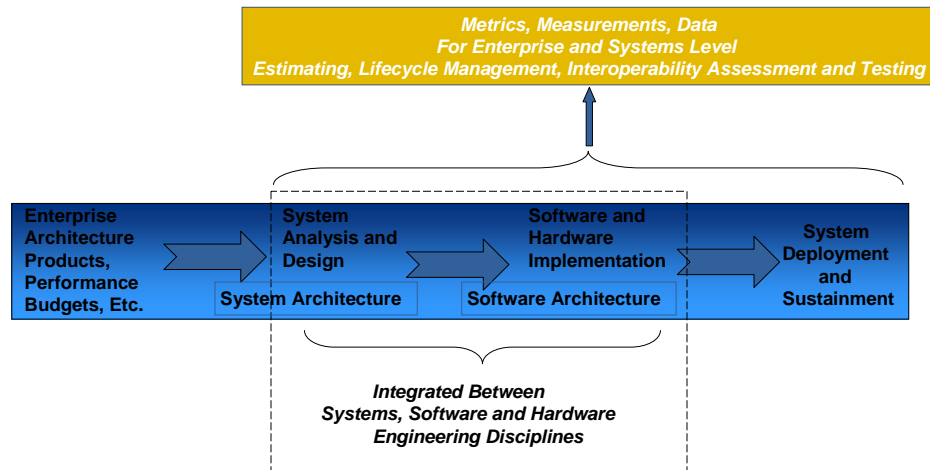 Metrics, Measurements, Data
For Enterprise and Systems Level
Estimating, Lifecycle Management, Interoperability Assessment and Testing
Enterprise
Architecture
Products,
Performance
Budgets, Etc.
System
Analysis and
Design
System Architecture
Software and
Hardware
Implementation
Software Architecture
System
Deployment
and
Sustainment
Integrated Between
Systems, Software and Hardware
Engineering Disciplines